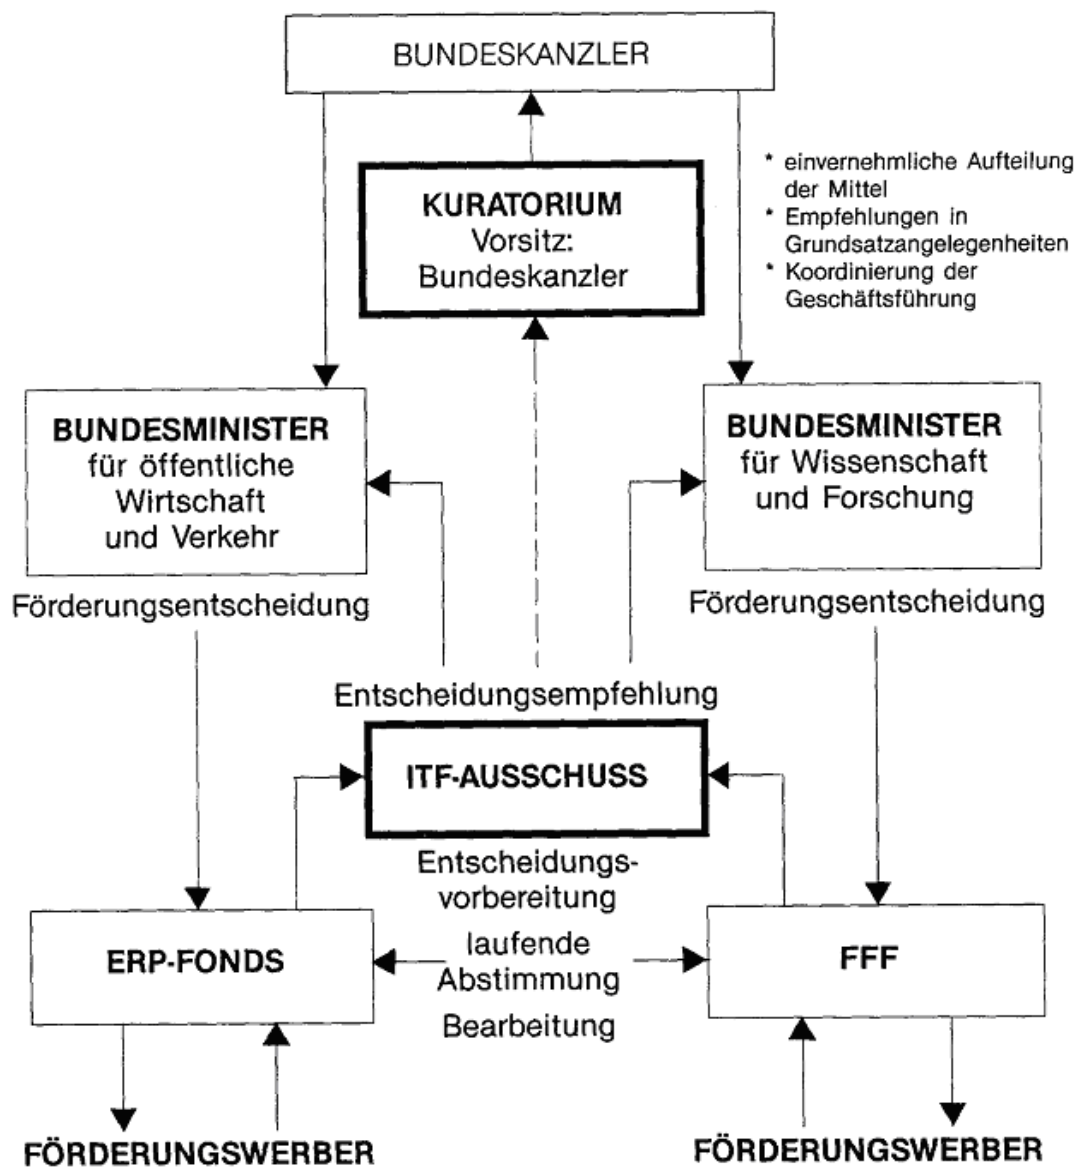 BUNDESKANZLER
KURATORIUM
Vorsitz:
Bundeskanzler
* einvernehmliche Aufteilung
der Mittel
* Empfehlungen in
Grundsatzangelegenheiten
* Koordinierung der
Geschäftsführung
BUNDESMINISTER
für öffentliche
Wirtschaft
und Verkehr
BUNDESMINISTER
für Wissenschaft
und Forschung
Förderungsentscheidung
Förderungsentscheidung
Entscheidungsempfehlung
ITF-AUSSCHUSS
Entscheidungs-
vorbereitung
ERP-FONDS
laufende
Abstimmung
FFF
Bearbeitung
FÖRDERUNGSWERBER
FÖRDERUNGSWERBER